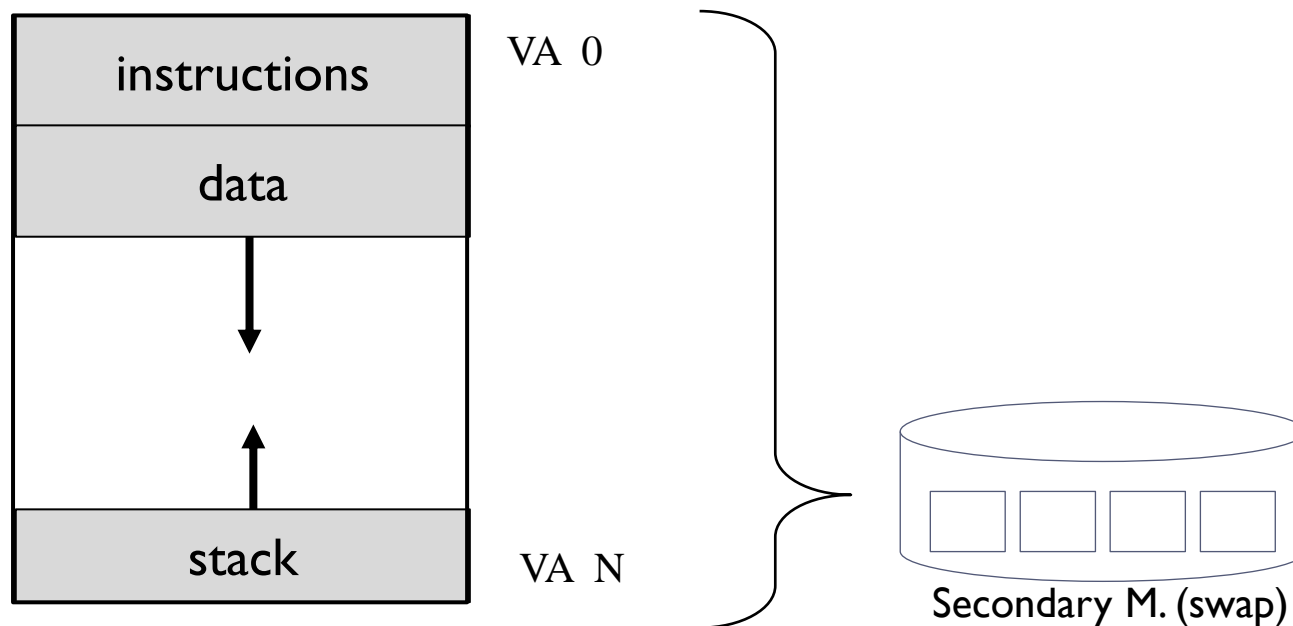 instructions
VA 0
data
stack
VA N
Secondary M. (swap)